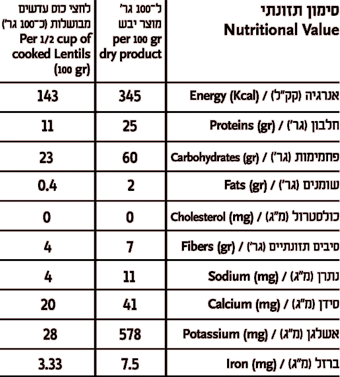 סימון תזונתי
Nutritional Value
ל־100 גר׳
מוצר יבש
per 100 gr
dry product
לחצי כוס עדשים
מבושלות (כ־100 גר׳)
Per 1/2 cup of
cooked Lentils
(100 gr)
אנרגיה (קק״ל) / Energy (Kcal) 345 143
חלבון (גר׳) / Proteins (gr) 25 11
פחמימות (גר׳) / Carbohydrates (gr) 60 23
שומנים (גר׳) / Fats (gr) 2 0.4
כולסטרול (מ״ג) / Cholesterol (mg) 0 0
סיבים תזונתיים (גר׳) / Fibers (gr) 7 4
נתרן (מ״ג) / Sodium (mg) 11 4
סידן (מ״ג) / Calcium (mg) 41 20
אשלגן (מ״ג) / Potassium (mg) 578 28
ברזל (מ״ג) / Iron (mg) 7.5 3.33